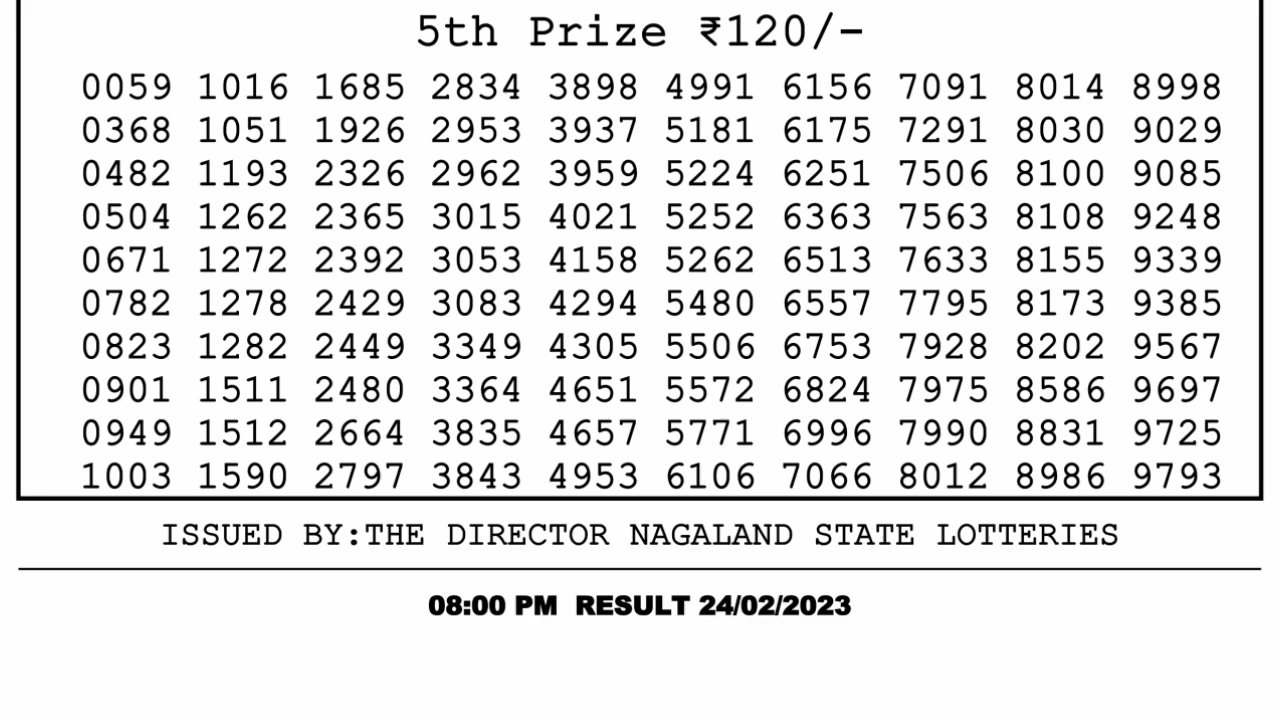 5th Prize ₹120/-
0059 1016 1685 2834 3898 4991 6156 7091 8014 8998
0368 1051 1926 2953 3937 5181 6175 7291 8030 9029
0482 1193 2326 2962 3959 5224 6251 7506 8100 9085
0504 1262 2365 3015 4021 5252 6363 7563 8108 9248
0671 1272 2392 3053 4158 5262 6513 7633 8155 9339
0782 1278 2429 3083 4294 5480 6557 7795 8173 9385
0823 1282 2449 3349 4305 5506 6753 7928 8202 9567
0901 1511 2480 3364 4651 5572 6824 7975 8586 9697
0949 1512 2664 3835 4657 5771 6996 7990 8831 9725
1003 1590 2797 3843 4953 6106 7066 8012 8986 9793
ISSUED BY:THE DIRECTOR NAGALAND STATE LOTTERIES
08:00 PM RESULT 24/02/2023